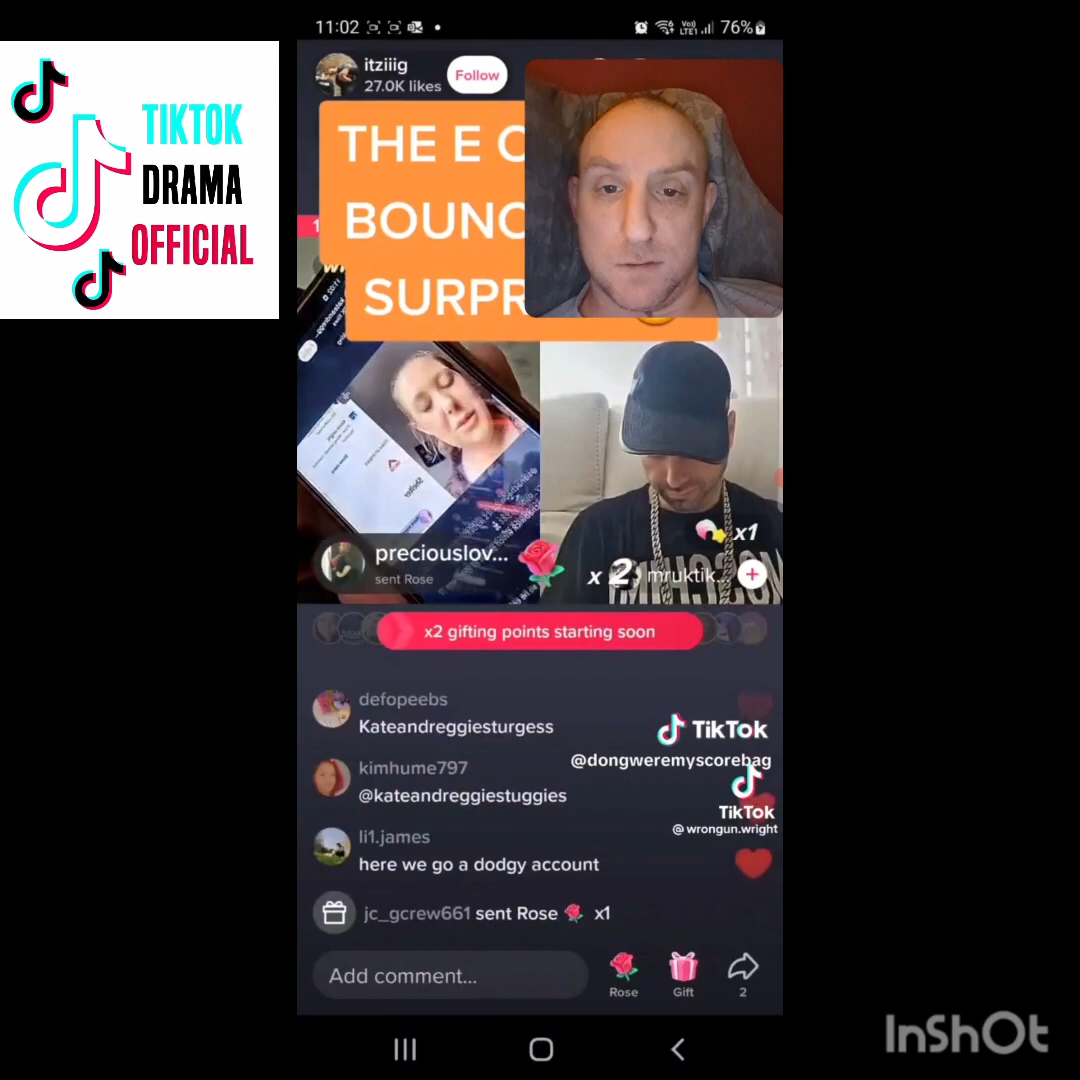 11:02
76%
TIKTOK
DRAMA
OFFICIAL
itziiig
27.0K likes
Follow
THE E C
BOUNC
SURPR
preciouslov...
sent Rose
x1
x 2
mruktik...
x2 gifting points starting soon
defopeebs
Kateandreggiesturgess
kimhume797
@kateandreggiestuggies
li1.james
here we go a dodgy account
jc_gcrew661 sent Rose x1
TikTok
@dongweremyscorebag
TikTok
@wrongun.wright
Add comment...
Rose
Gift
2
InShOt